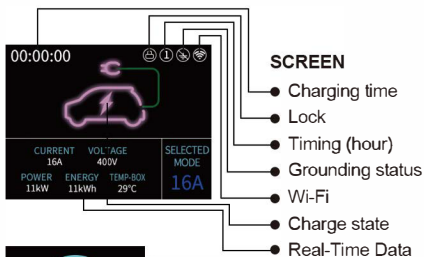 00:00:00
1
CURRENT VOLTAGE
16A 400V
POWER ENERGY TEMP-BOX
11kW 11kWh 29°C
SELECTED
MODE
16A
SCREEN
Charging time
Lock
Timing (hour)
Grounding status
Wi-Fi
Charge state
Real-Time Data